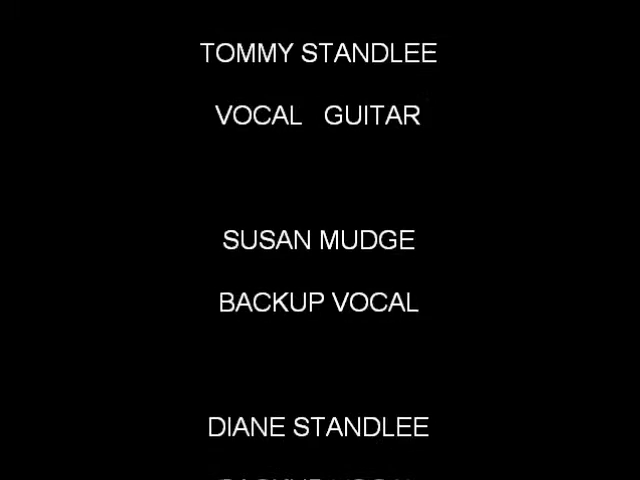 TOMMY STANDLEE
VOCAL GUITAR
SUSAN MUDGE
BACKUP VOCAL
DIANE STANDLEE